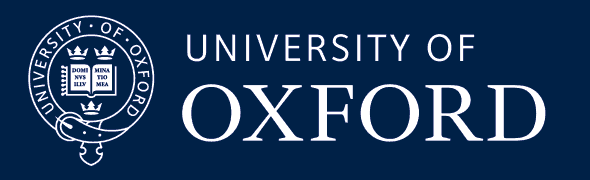 UNIVERSITY · OF · OXFORD
DOMI MINA
NVS TIO
ILLV MEA
UNIVERSITY OF
OXFORD